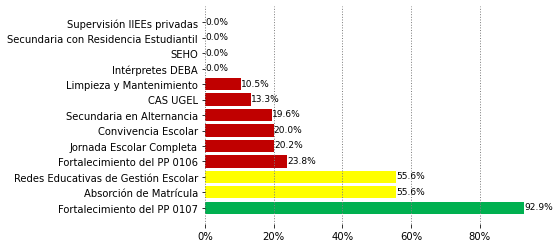 Supervisión IIEEs privadas 0.0%
Secundaria con Residencia Estudiantil 0.0%
SEHO 0.0%
Intérpretes DEBA 0.0%
Limpieza y Mantenimiento 10.5%
CAS UGEL 13.3%
Secundaria en Alternancia 19.6%
Convivencia Escolar 20.0%
Jornada Escolar Completa 20.2%
Fortalecimiento del PP 0106 23.8%
Redes Educativas de Gestión Escolar 55.6%
Absorción de Matrícula 55.6%
Fortalecimiento del PP 0107 92.9%
0% 20% 40% 60% 80%